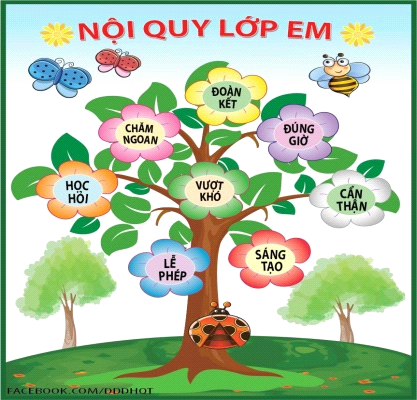 NỘI QUY LỚP EM
ĐOÀN
KẾT
CHĂM
NGOAN
ĐÚNG
GIỜ
HỌC
HỎI
VƯỢT
KHÓ
CẨN
THẬN
LỄ
PHÉP
SÁNG
TẠO
FACEBOOK.COM/DDDHQT